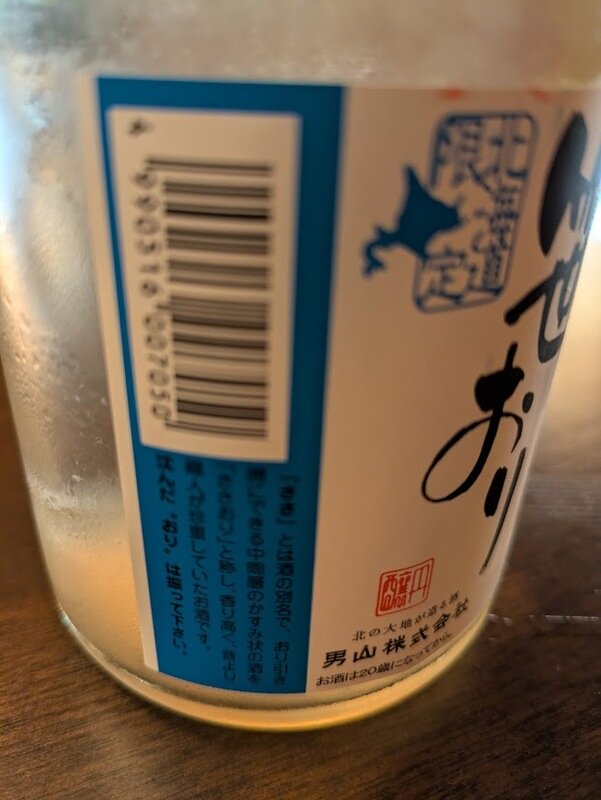 北海道
限定
笹
おり
北の大地が造る酒
男山株式会社
お酒は20歳になってから。
4 990516 007050
『ささ』とは酒の別名で、おり引き
にできる中間層のかすみ状の酒を
『ささおり』と称し、香り高く、昔より
人が珍重していたお酒です。
沈んだ“おり”は振って下さい。